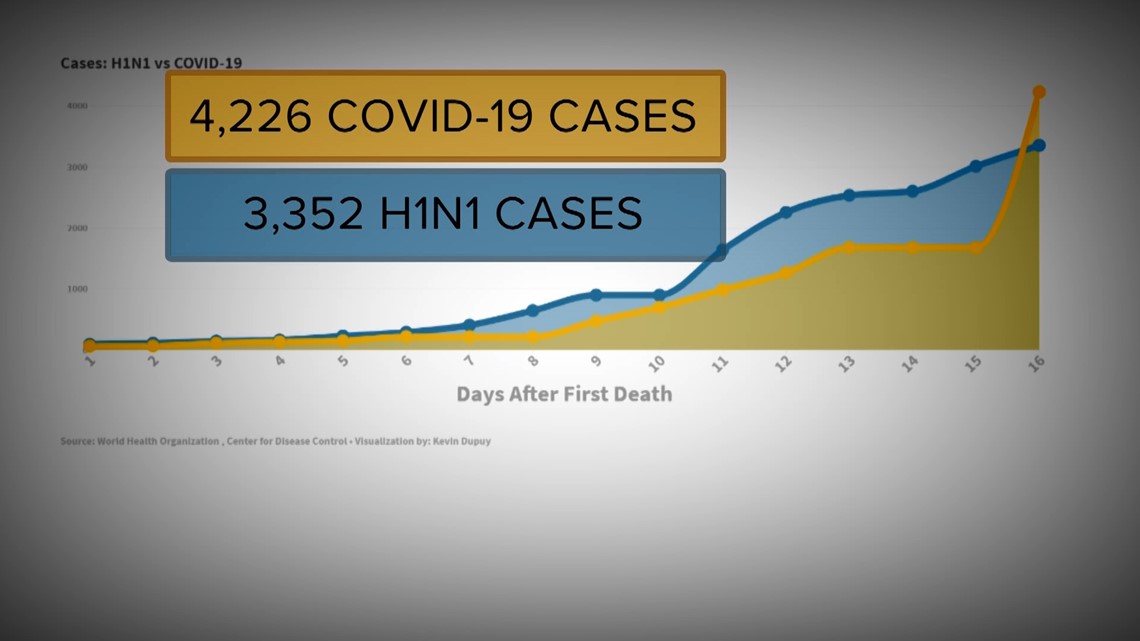 Cases: H1N1 vs COVID-19
4,226 COVID-19 CASES
3,352 H1N1 CASES
4000
3000
2000
1000
1 2 3 4 5 6 7 8 9 10 11 12 13 14 15 16
Days After First Death
Source: World Health Organization , Center for Disease Control • Visualization by: Kevin Dupuy